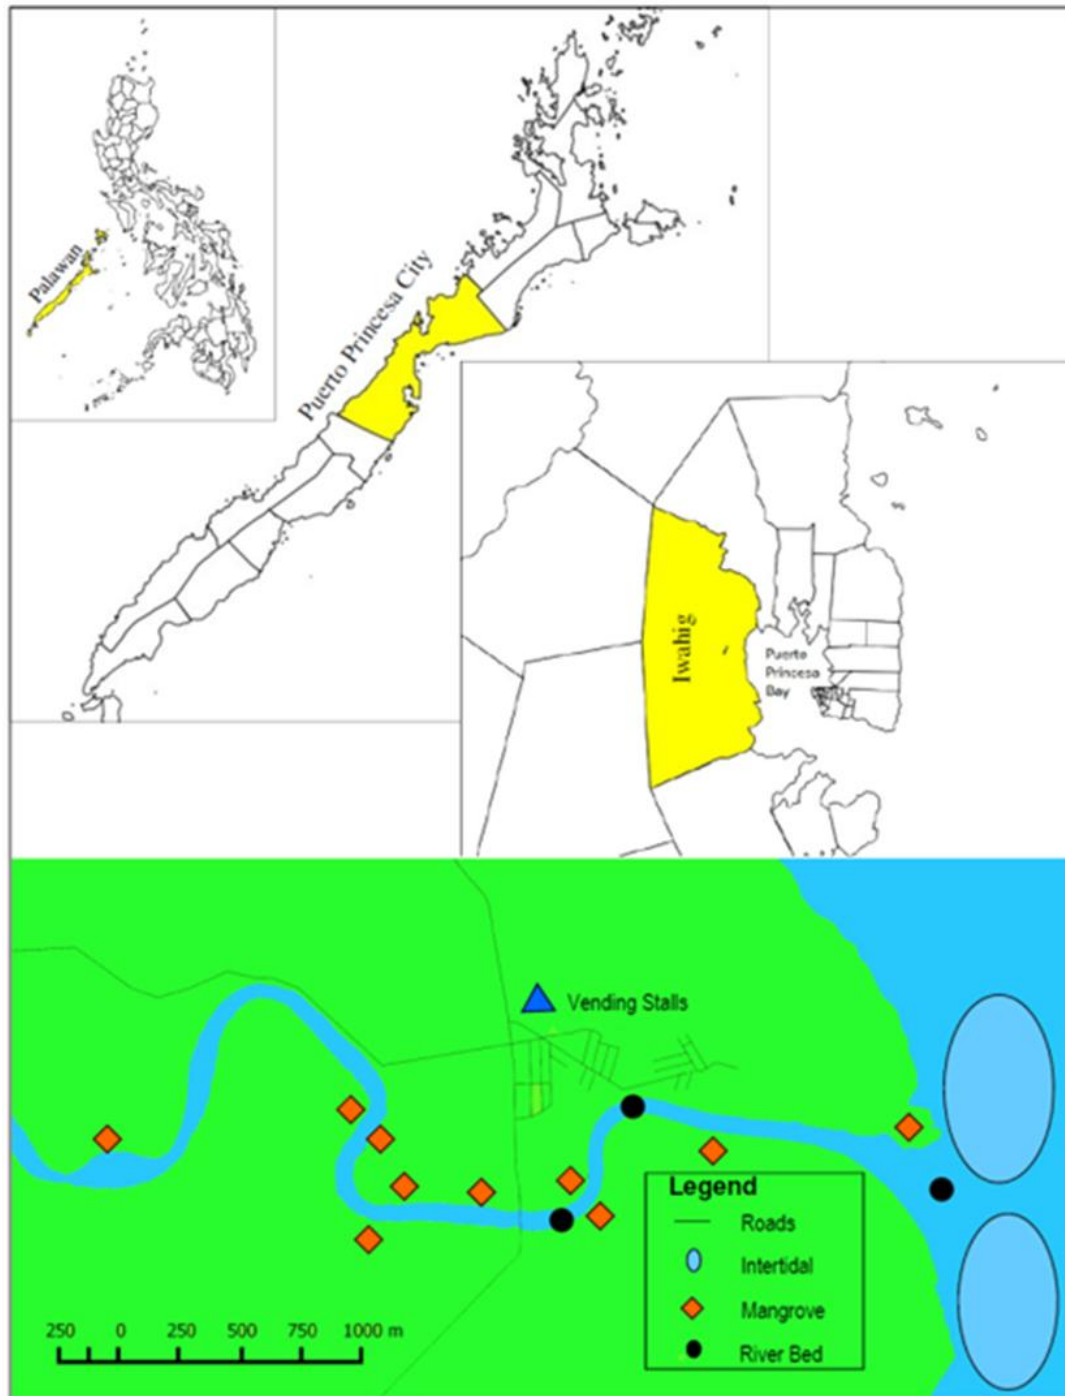 Palawan
Puerto Princesa City
Iwahig
Puerto
Princesa
Bay
Vending Stalls
Legend
Roads
Intertidal
Mangrove
River Bed
250 0 250 500 750 1000 m